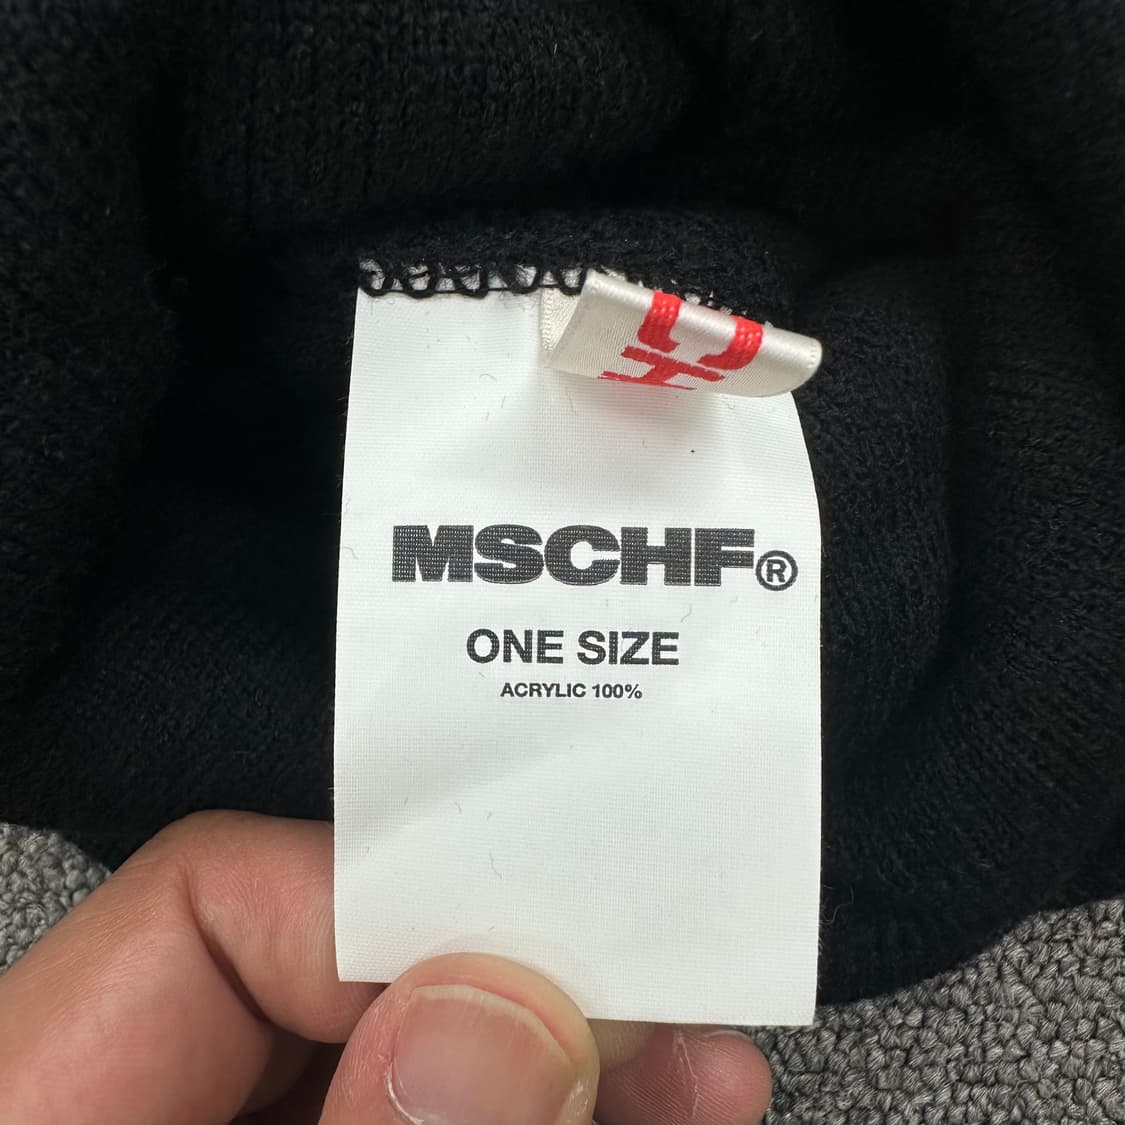 MSCHF®
ONE SIZE
ACRYLIC 100%